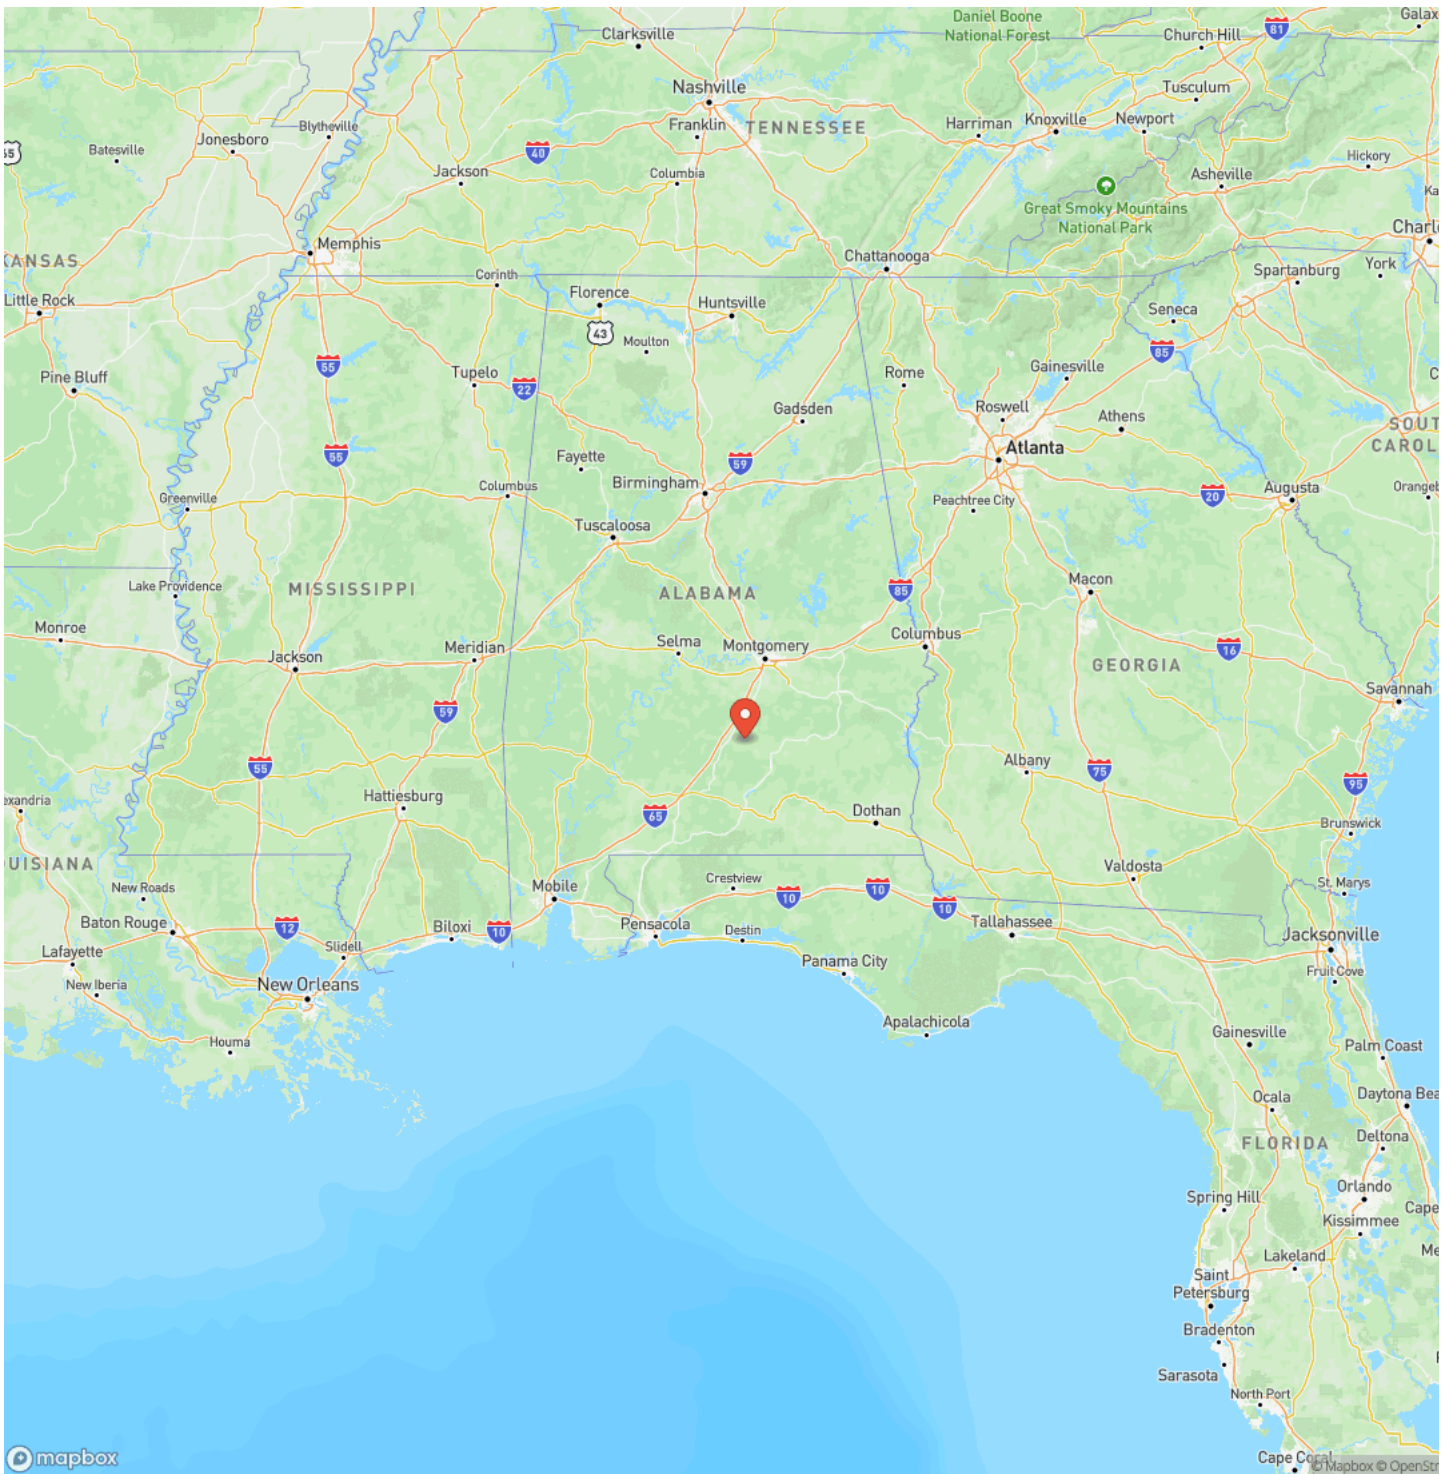 Daniel Boone
National Forest
Galax
Clarksville
Church Hill
81
Nashville
Tusculum
Blytheville
Jonesboro
Franklin
TENNESSEE
Harriman
Knoxville
Newport
Batesville
40
Jackson
Columbia
Hickory
Asheville
Great Smoky Mountains
National Park
Memphis
Charl
KANSAS
Chattanooga
Corinth
Spartanburg
York
Little Rock
Florence
Huntsville
Seneca
43
Moulton
85
55
Pine Bluff
Tupelo
22
Rome
Gainesville
Gadsden
Roswell
Athens
SOUT
CAROL
Atlanta
55
Fayette
59
Birmingham
Columbus
Greenville
Peachtree City
20
Augusta
Orangeb
Tuscaloosa
Lake Providence
MISSISSIPPI
ALABAMA
85
Macon
Monroe
Selma
Montgomery
Columbus
Meridian
Jackson
16
GEORGIA
Savannah
59
55
Albany
75
95
exandria
Hattiesburg
65
Dothan
Brunswick
OUISIANA
Valdosta
New Roads
Mobile
Crestview
10
10
10
St. Marys
Baton Rouge
12
Biloxi
10
Pensacola
Destin
Tallahassee
Jacksonville
Lafayette
Slidell
Panama City
Fruit Cove
New Iberia
New Orleans
Apalachicola
Gainesville
Houma
Palm Coast
Ocala
Daytona Bea
FLORIDA
Deltona
Orlando
Spring Hill
Cape
Kissimmee
Lakeland
Me
Saint
Petersburg
Bradenton
Sarasota
North Port
mapbox
Cape Coral
© Mapbox © OpenStr